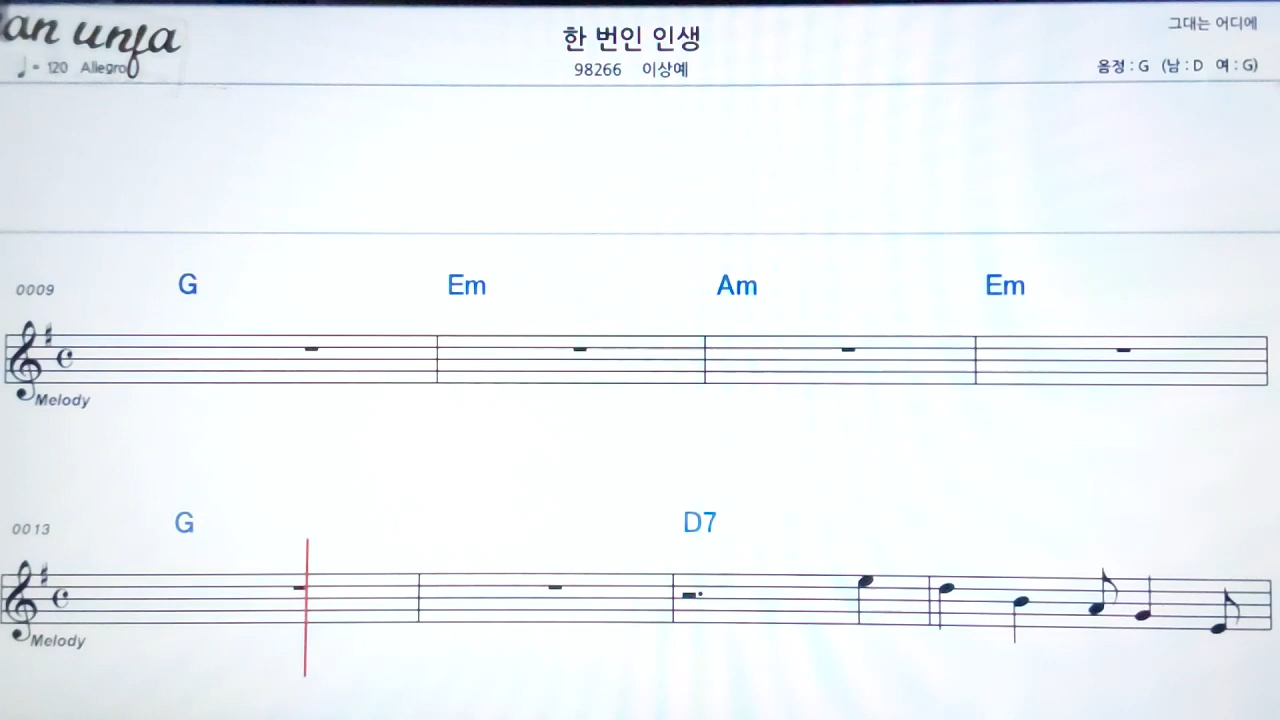 an unja
한 번인 인생
그대는 어디에
♩ = 120 Allegro
98266 이상예
음정 : G (남 : D 여 : G)
0009
G Em Am Em
Melody
0013
G D7
Melody